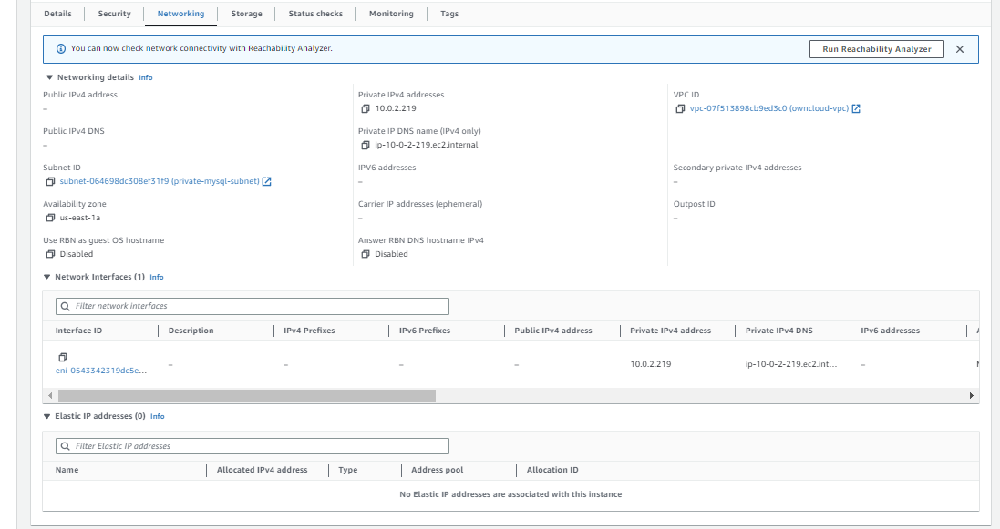 Details Security Networking Storage Status checks Monitoring Tags
You can now check network connectivity with Reachability Analyzer. Run Reachability Analyzer
Networking details Info
Public IPv4 address
–
Private IPv4 addresses
10.0.2.219
VPC ID
vpc-07f513898cb9ed3c0 (owncloud-vpc)
Public IPv4 DNS
–
Private IP DNS name (IPv4 only)
ip-10-0-2-219.ec2.internal
Subnet ID
subnet-064698dc308ef31f9 (private-mysql-subnet)
IPV6 addresses
–
Secondary private IPv4 addresses
–
Availability zone
us-east-1a
Carrier IP addresses (ephemeral)
–
Outpost ID
–
Use RBN as guest OS hostname
Disabled
Answer RBN DNS hostname IPv4
Disabled
Network Interfaces (1) Info
Filter network interfaces
Interface ID Description IPv4 Prefixes IPv6 Prefixes Public IPv4 address Private IPv4 address Private IPv4 DNS IPv6 addresses
eni-0543342319dc5e... – – – – 10.0.2.219 ip-10-0-2-219.ec2.int... –
Elastic IP addresses (0) Info
Filter Elastic IP addresses
Name Allocated IPv4 address Type Address pool Allocation ID
No Elastic IP addresses are associated with this instance